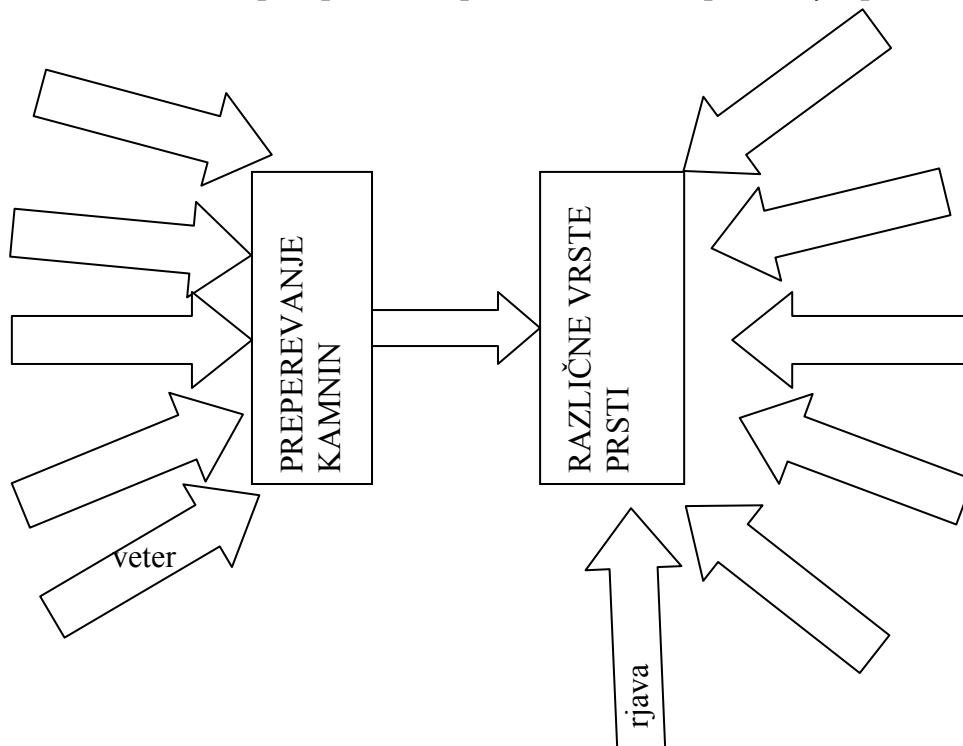 PREPEREVANJE
KAMNIN
RAZLIČNE VRSTE
PRSTI
veter
rjava